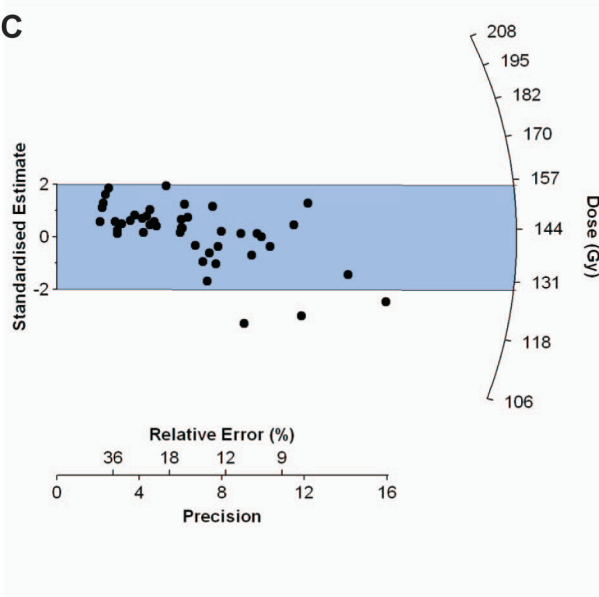 C
208
195
182
170
157
144
131
118
106
Dose (Gy)
Standardised Estimate
2
0
-2
Relative Error (%)
36 18 12 9
0 4 8 12 16
Precision